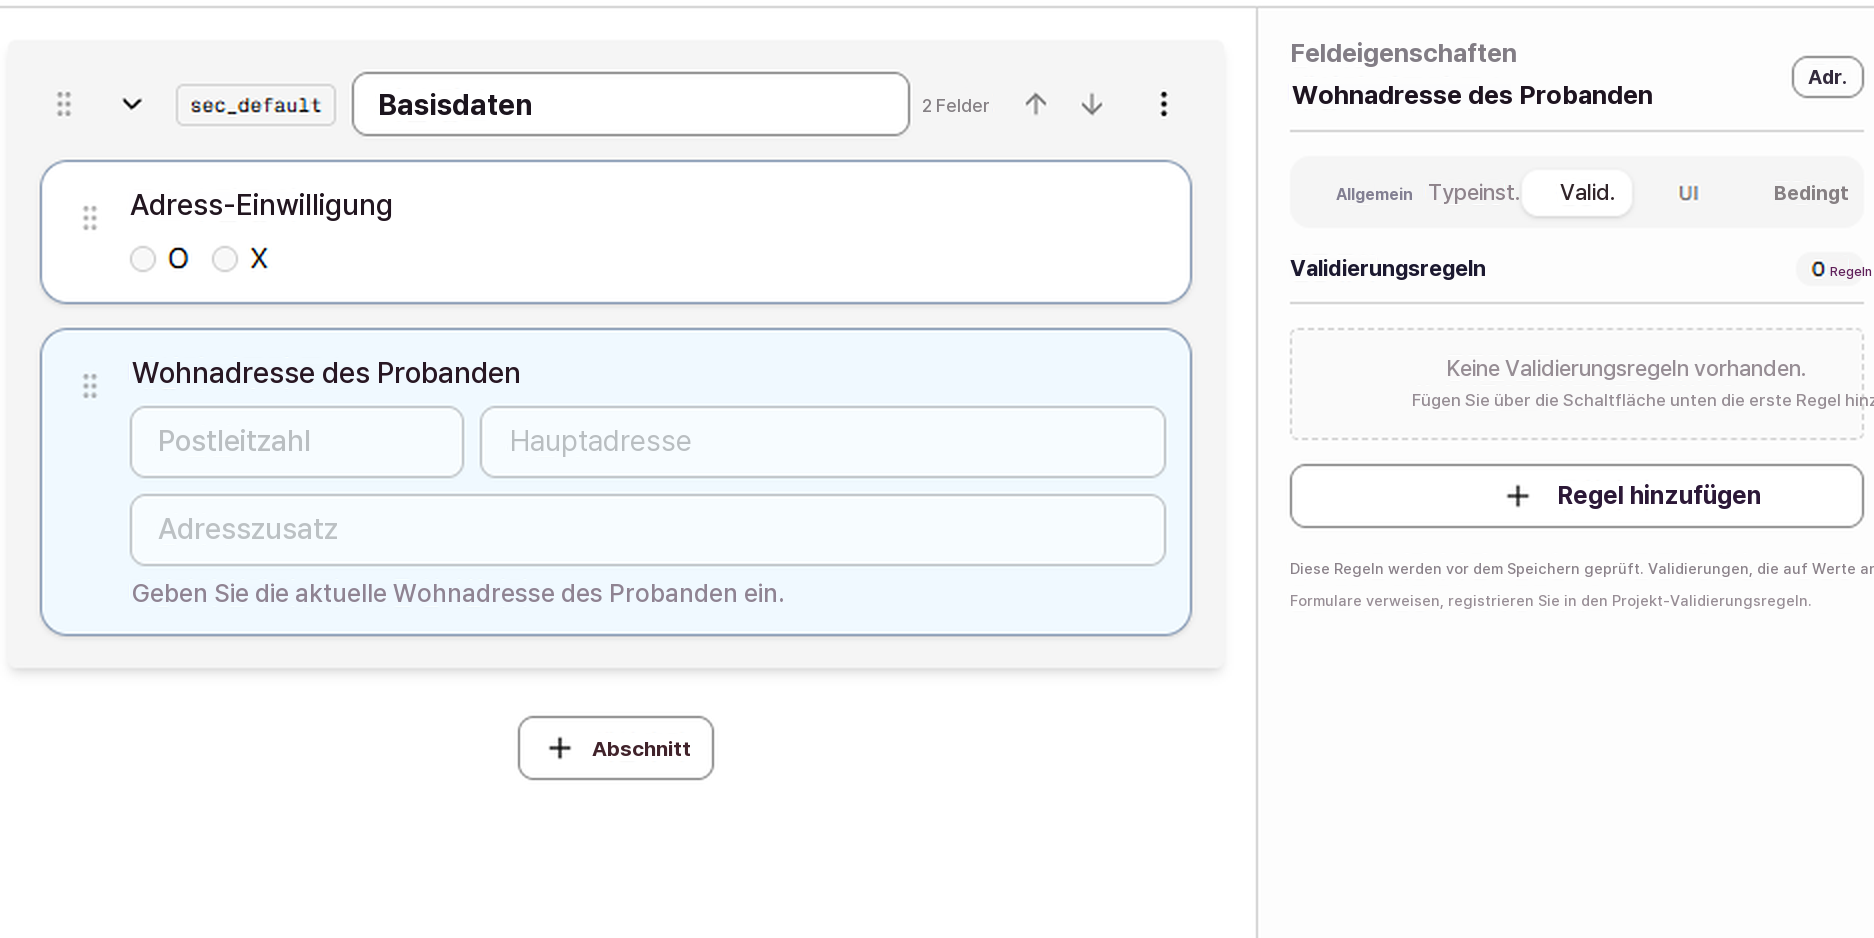 sec_default
Basisdaten
2 Felder
Adress-Einwilligung
O X
Wohnadresse des Probanden
Postleitzahl
Hauptadresse
Adresszusatz
Geben Sie die aktuelle Wohnadresse des Probanden ein.
+ Abschnitt
Feldeigenschaften
Wohnadresse des Probanden
Adr.
Allgemein Typeinst. Valid. UI Bedingt
Validierungsregeln
0 Regeln
Keine Validierungsregeln vorhanden.
Fügen Sie über die Schaltfläche unten die erste Regel
+ Regel hinzufügen
Diese Regeln werden vor dem Speichern geprüft. Validierungen, die auf Werte
Formulare verweisen, registrieren Sie in den Projekt-Validierungsregeln.